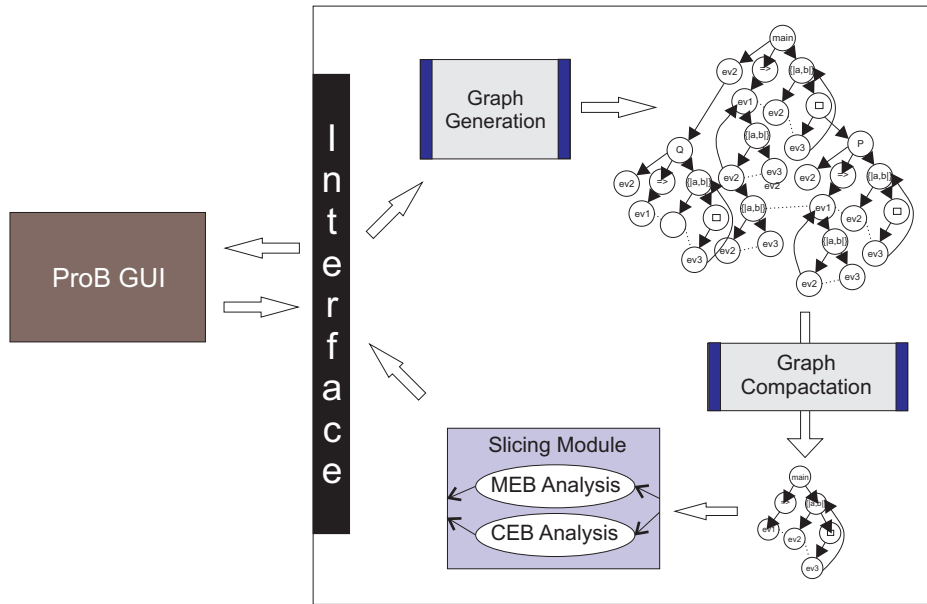 ProB GUI
Interface
Graph
Generation
main
ev2
=>
{|a,b|}
ev1
ev2
{|a,b|}
ev3
Q
P
ev2
ev3
ev2
ev2
=>
{|a,b|}
ev2
=>
{|a,b|}
ev1
{|a,b|}
ev1
ev2
{|a,b|}
ev2
ev3
ev3
ev3
ev2
ev3
Graph
Compactation
Slicing Module
MEB Analysis
CEB Analysis
main
=>
{|a,b|}
ev1
ev2
ev3